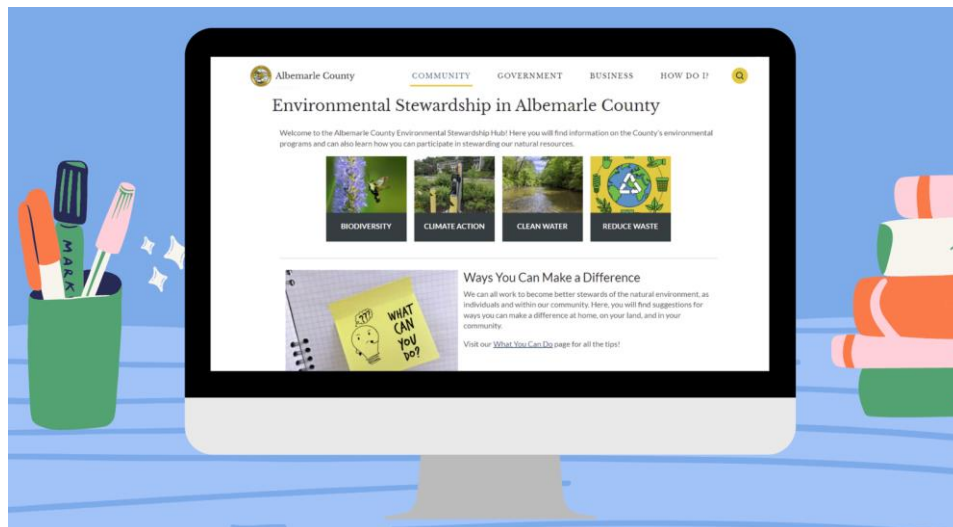 Albemarle County
COMMUNITY
GOVERNMENT
BUSINESS
HOW DO I?
Environmental Stewardship in Albemarle County
Welcome to the Albemarle County Environmental Stewardship Hub! Here you will find information on the County's environmental
programs and can also learn how you can participate in stewarding our natural resources.
BIODIVERSITY
CLIMATE ACTION
CLEAN WATER
REDUCE WASTE
???
WHAT
CAN
YOU
DO?
Ways You Can Make a Difference
We can all work to become better stewards of the natural environment, as
individuals and within our community. Here, you will find suggestions for
ways you can make a difference at home, on your land, and in your
community.
Visit our What You Can Do page for all the tips!
MARK